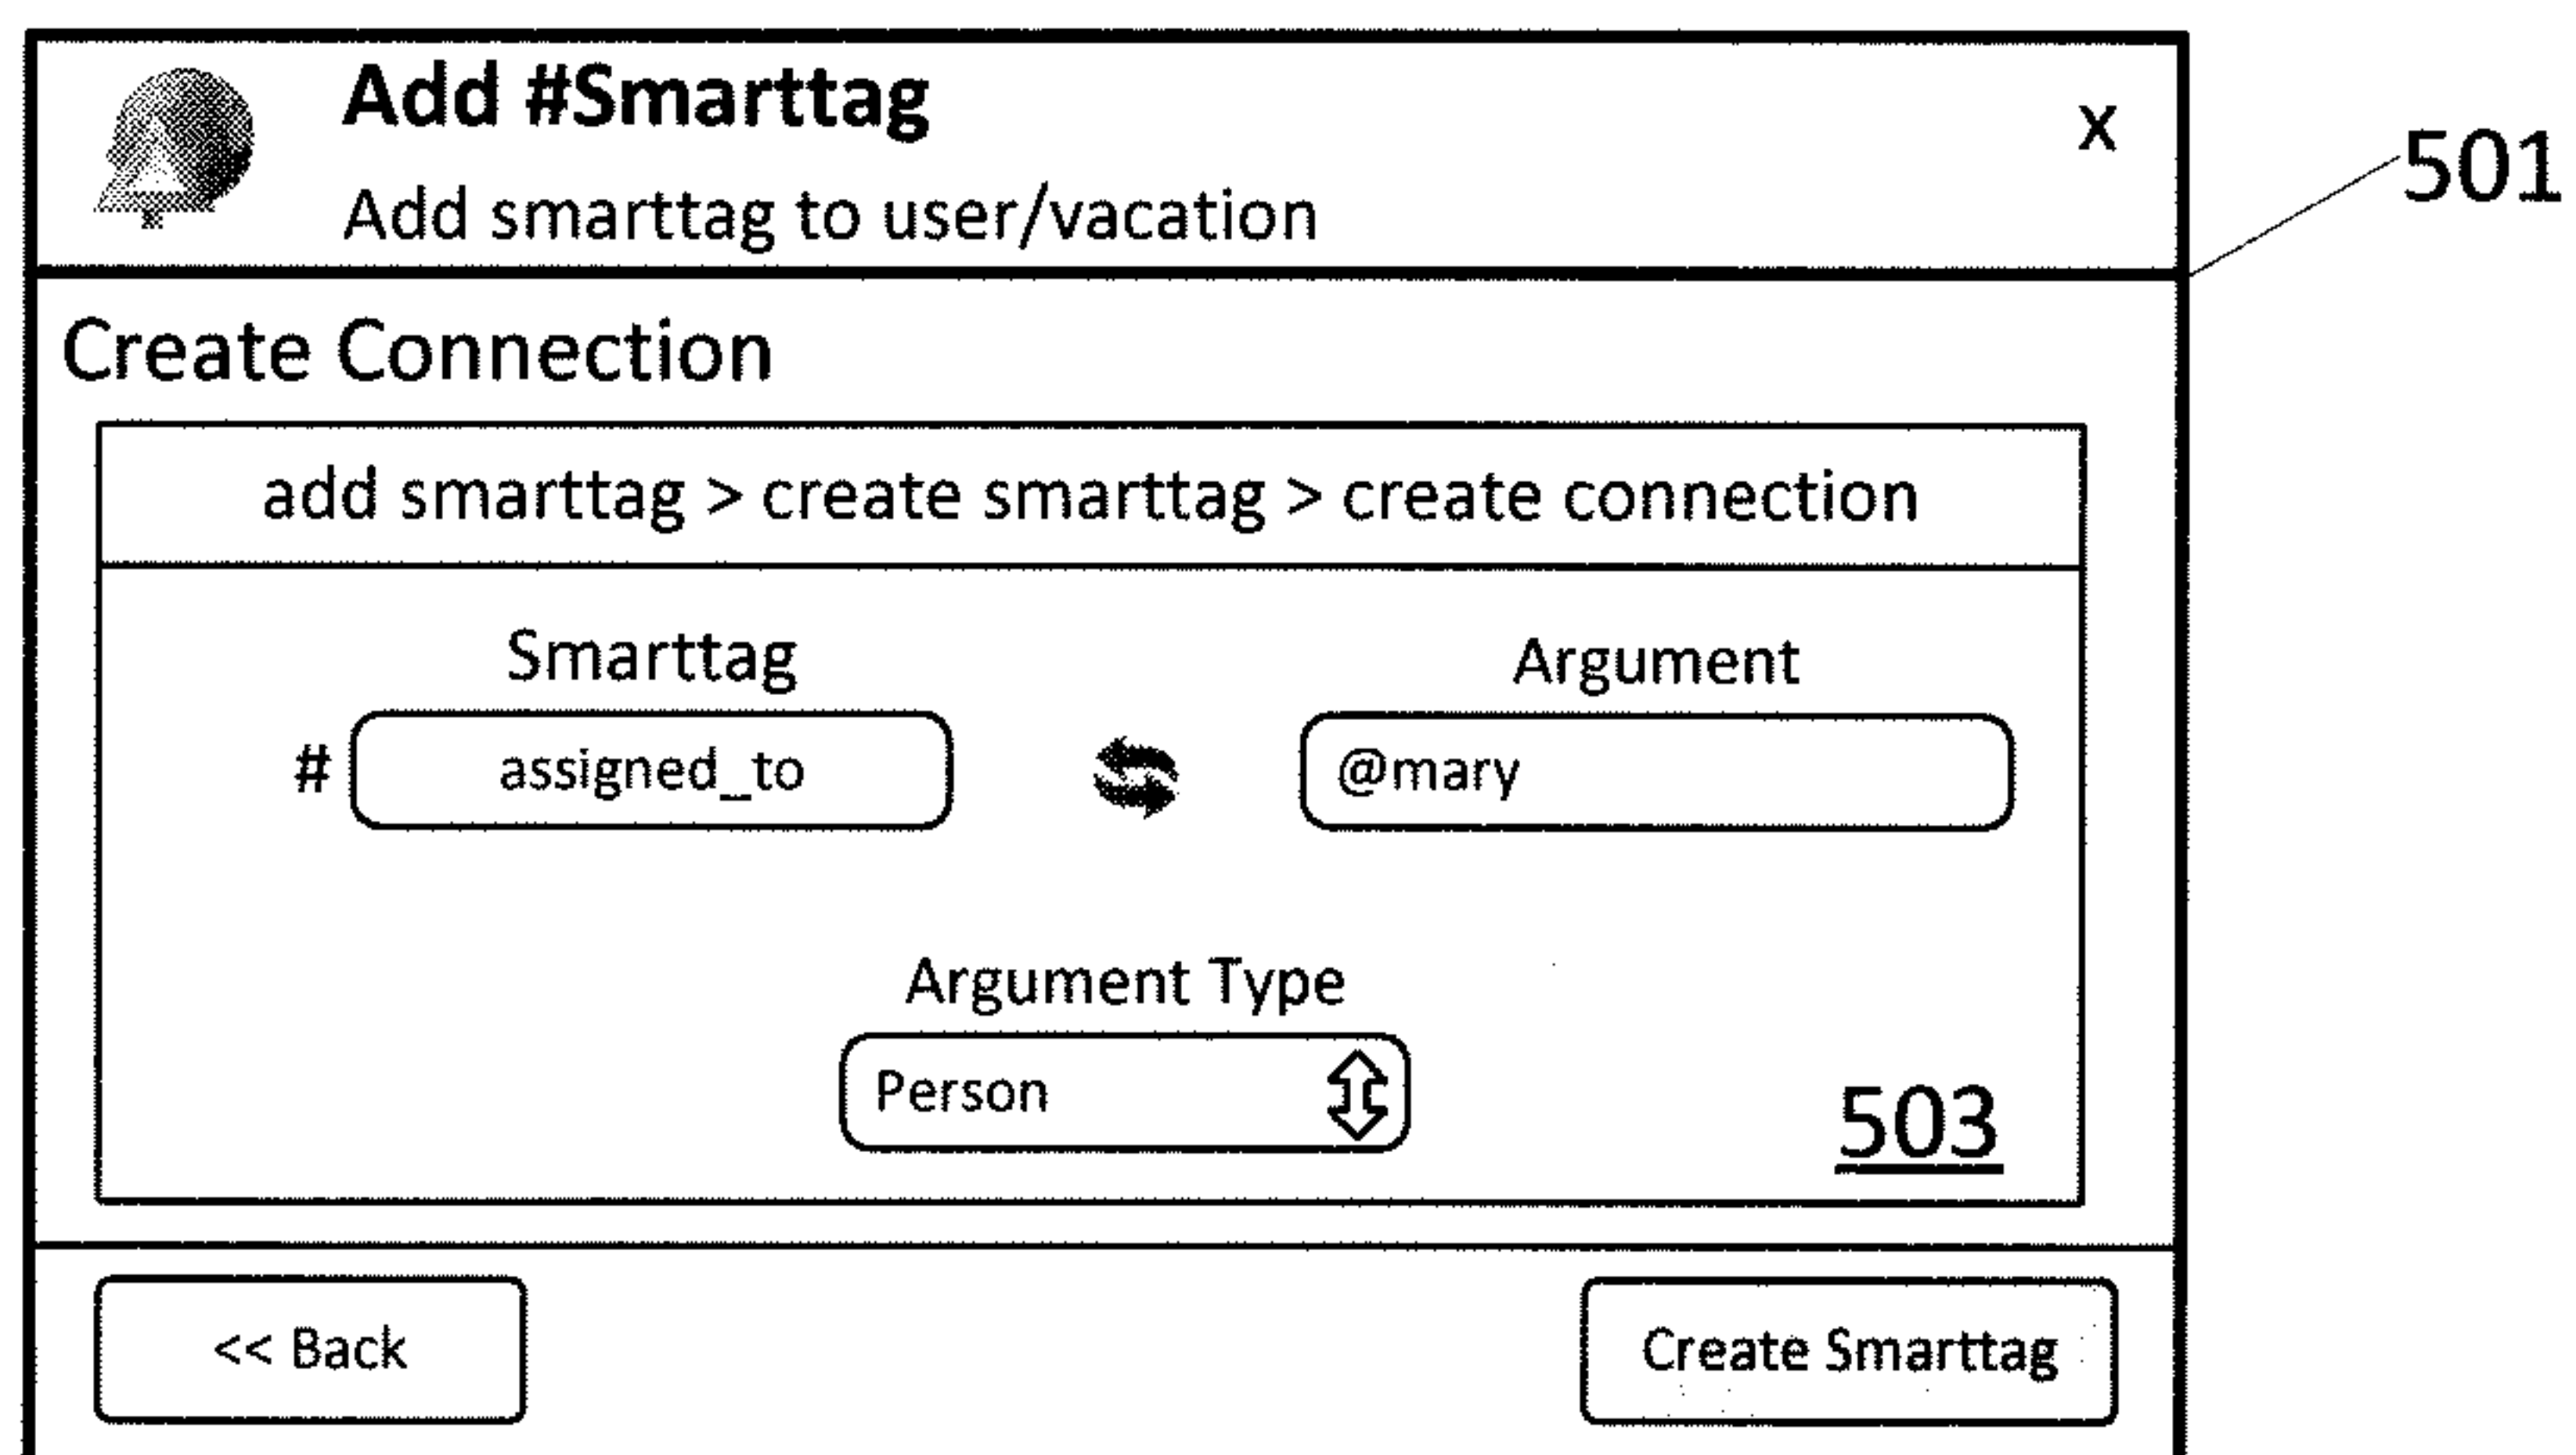 Add #Smarttag
x
501
Add smarttag to user/vacation
Create Connection
add smarttag > create smarttag > create connection
Smarttag
Argument
# assigned_to
@mary
Argument Type
Person
503
<< Back
Create Smarttag